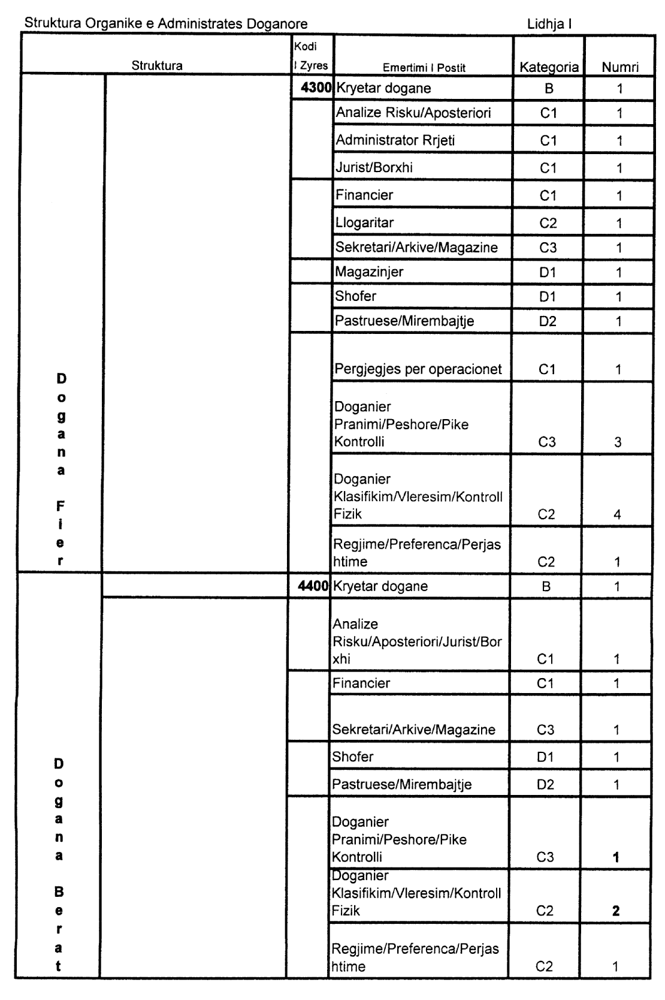 Struktura Organike e Administrates Doganore Lidhja I
Kodi
Struktura I Zyres Emertimi I Postit Kategoria Numri
4300 Kryetar dogane B 1
Analize Risku/Aposteriori C1 1
Administrator Rrjeti C1 1
Jurist/Borxhi C1 1
Financier C1 1
Llogaritar C2 1
Sekretari/Arkive/Magazine C3 1
Magazinjer D1 1
Shofer D1 1
Pastruese/Mirembajtje D2 1
Pergjegjes per operacionet C1 1
Doganier
Pranimi/Peshore/Pike
Kontrolli C3 3
Doganier
Klasifikim/Vleresim/Kontroll
Fizik C2 4
Regjime/Preferenca/Perjas
htime C2 1
D
o
g
a
n
a
F
i
e
r
4400 Kryetar dogane B 1
Analize
Risku/Aposteriori/Jurist/Bor
xhi C1 1
Financier C1 1
Sekretari/Arkive/Magazine C3 1
Shofer D1 1
Pastruese/Mirembajtje D2 1
Doganier
Pranimi/Peshore/Pike
Kontrolli C3 1
Doganier
Klasifikim/Vleresim/Kontroll
Fizik C2 2
Regjime/Preferenca/Perjas
htime C2 1
D
o
g
a
n
a
B
e
r
a
t